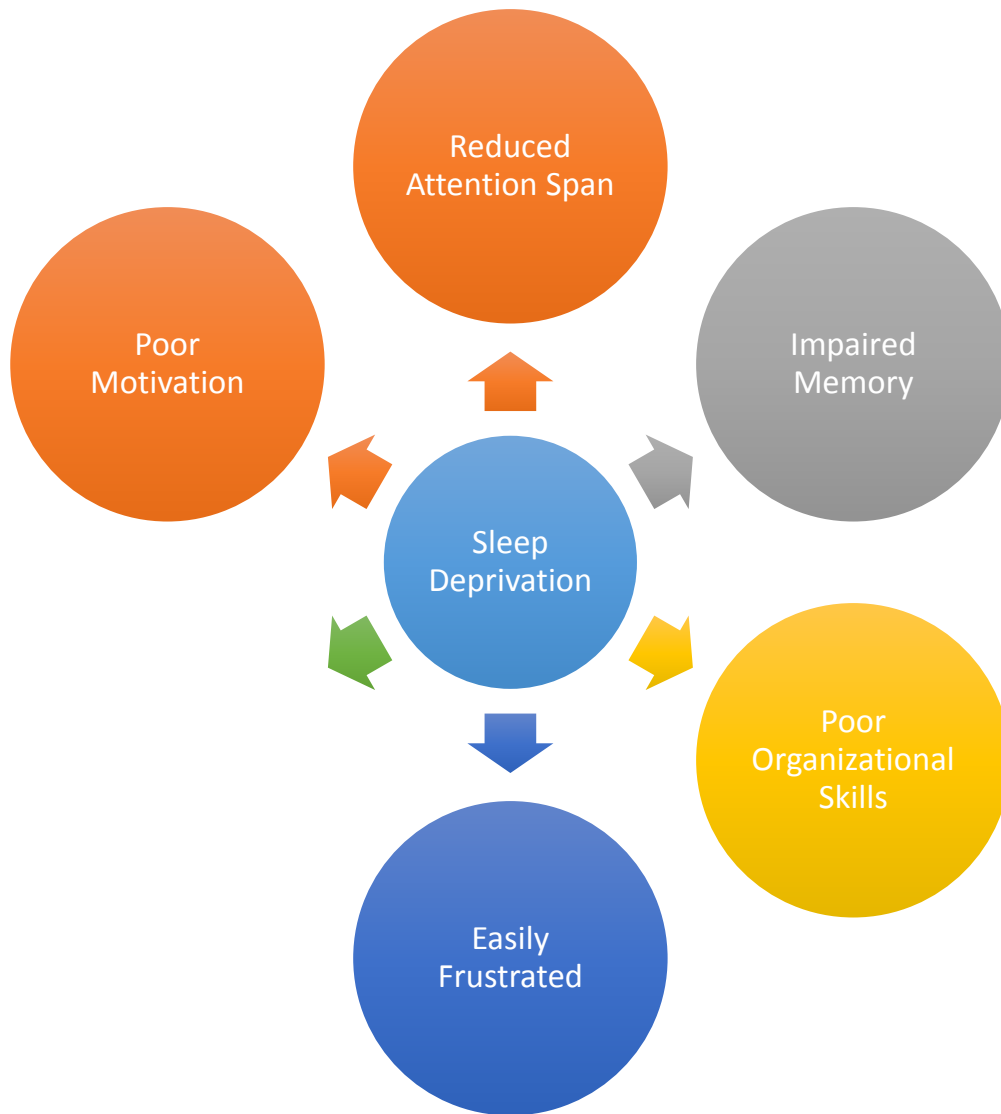 Reduced
Attention Span
Poor
Motivation
Impaired
Memory
Sleep
Deprivation
Poor
Organizational
Skills
Easily
Frustrated